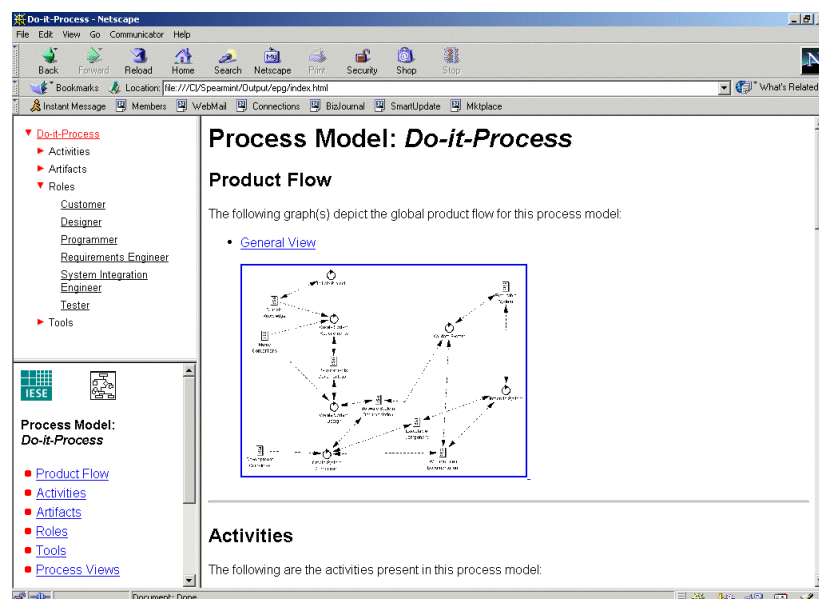 Do-it-Process - Netscape
File Edit View Go Communicator Help
Back Forward Reload Home Search Netscape Print Security Shop Stop
Bookmarks Location: file:///C|/Spearmint/Output/epg/index.html What's Related
Instant Message Members WebMail Connections BizJournal SmartUpdate Mktplace
Do-it-Process
Activities
Artifacts
Roles
Customer
Designer
Programmer
Requirements Engineer
System Integration
Engineer
Tester
Tools
IESE
Process Model:
Do-it-Process
Product Flow
Activities
Artifacts
Roles
Tools
Process Views
Process Model: Do-it-Process
Product Flow
The following graph(s) depict the global product flow for this process model:
General View
Activities
The following are the activities present in this process model:
Document: Done